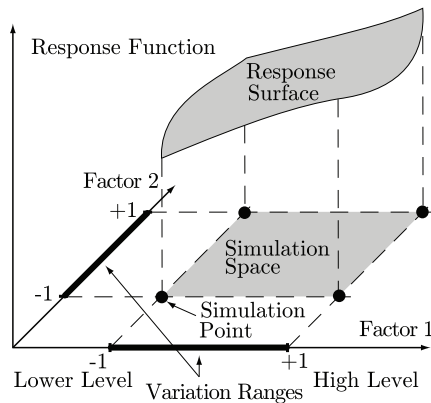 Response Function
Response
Surface
Factor 2
+1
Simulation
Space
-1
Simulation
Point
Factor 1
-1
+1
Lower Level
High Level
Variation Ranges